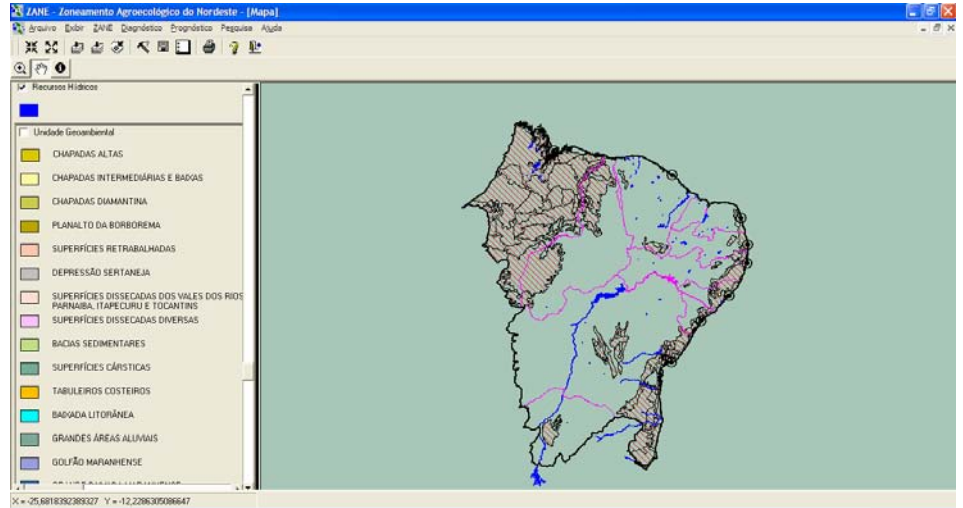 ZANE - Zoneamento Agroecológico do Nordeste - [Mapa]
Arquivo Exibir ZANE Diagnóstico Prognóstico Pesquisa Ajuda
Recursos Hídricos
Unidade Geoambiental
CHAPADAS ALTAS
CHAPADAS INTERMEDIÁRIAS E BAIXAS
CHAPADAS DIAMANTINA
PLANALTO DA BORBOREMA
SUPERFÍCIES RETRABALHADAS
DEPRESSÃO SERTANEJA
SUPERFÍCIES DISSECADAS DOS VALES DOS RIOS
PARNAIBA, ITAPECURU E TOCANTINS
SUPERFÍCIES DISSECADAS DIVERSAS
BACIAS SEDIMENTARES
SUPERFÍCIES CÁRSTICAS
TABULEIROS COSTEIROS
BAIXADA LITORÂNEA
GRANDES ÁREAS ALUVIAIS
GOLFÃO MARANHENSE
X = -25,6818392389327 Y = -12,2286305086647